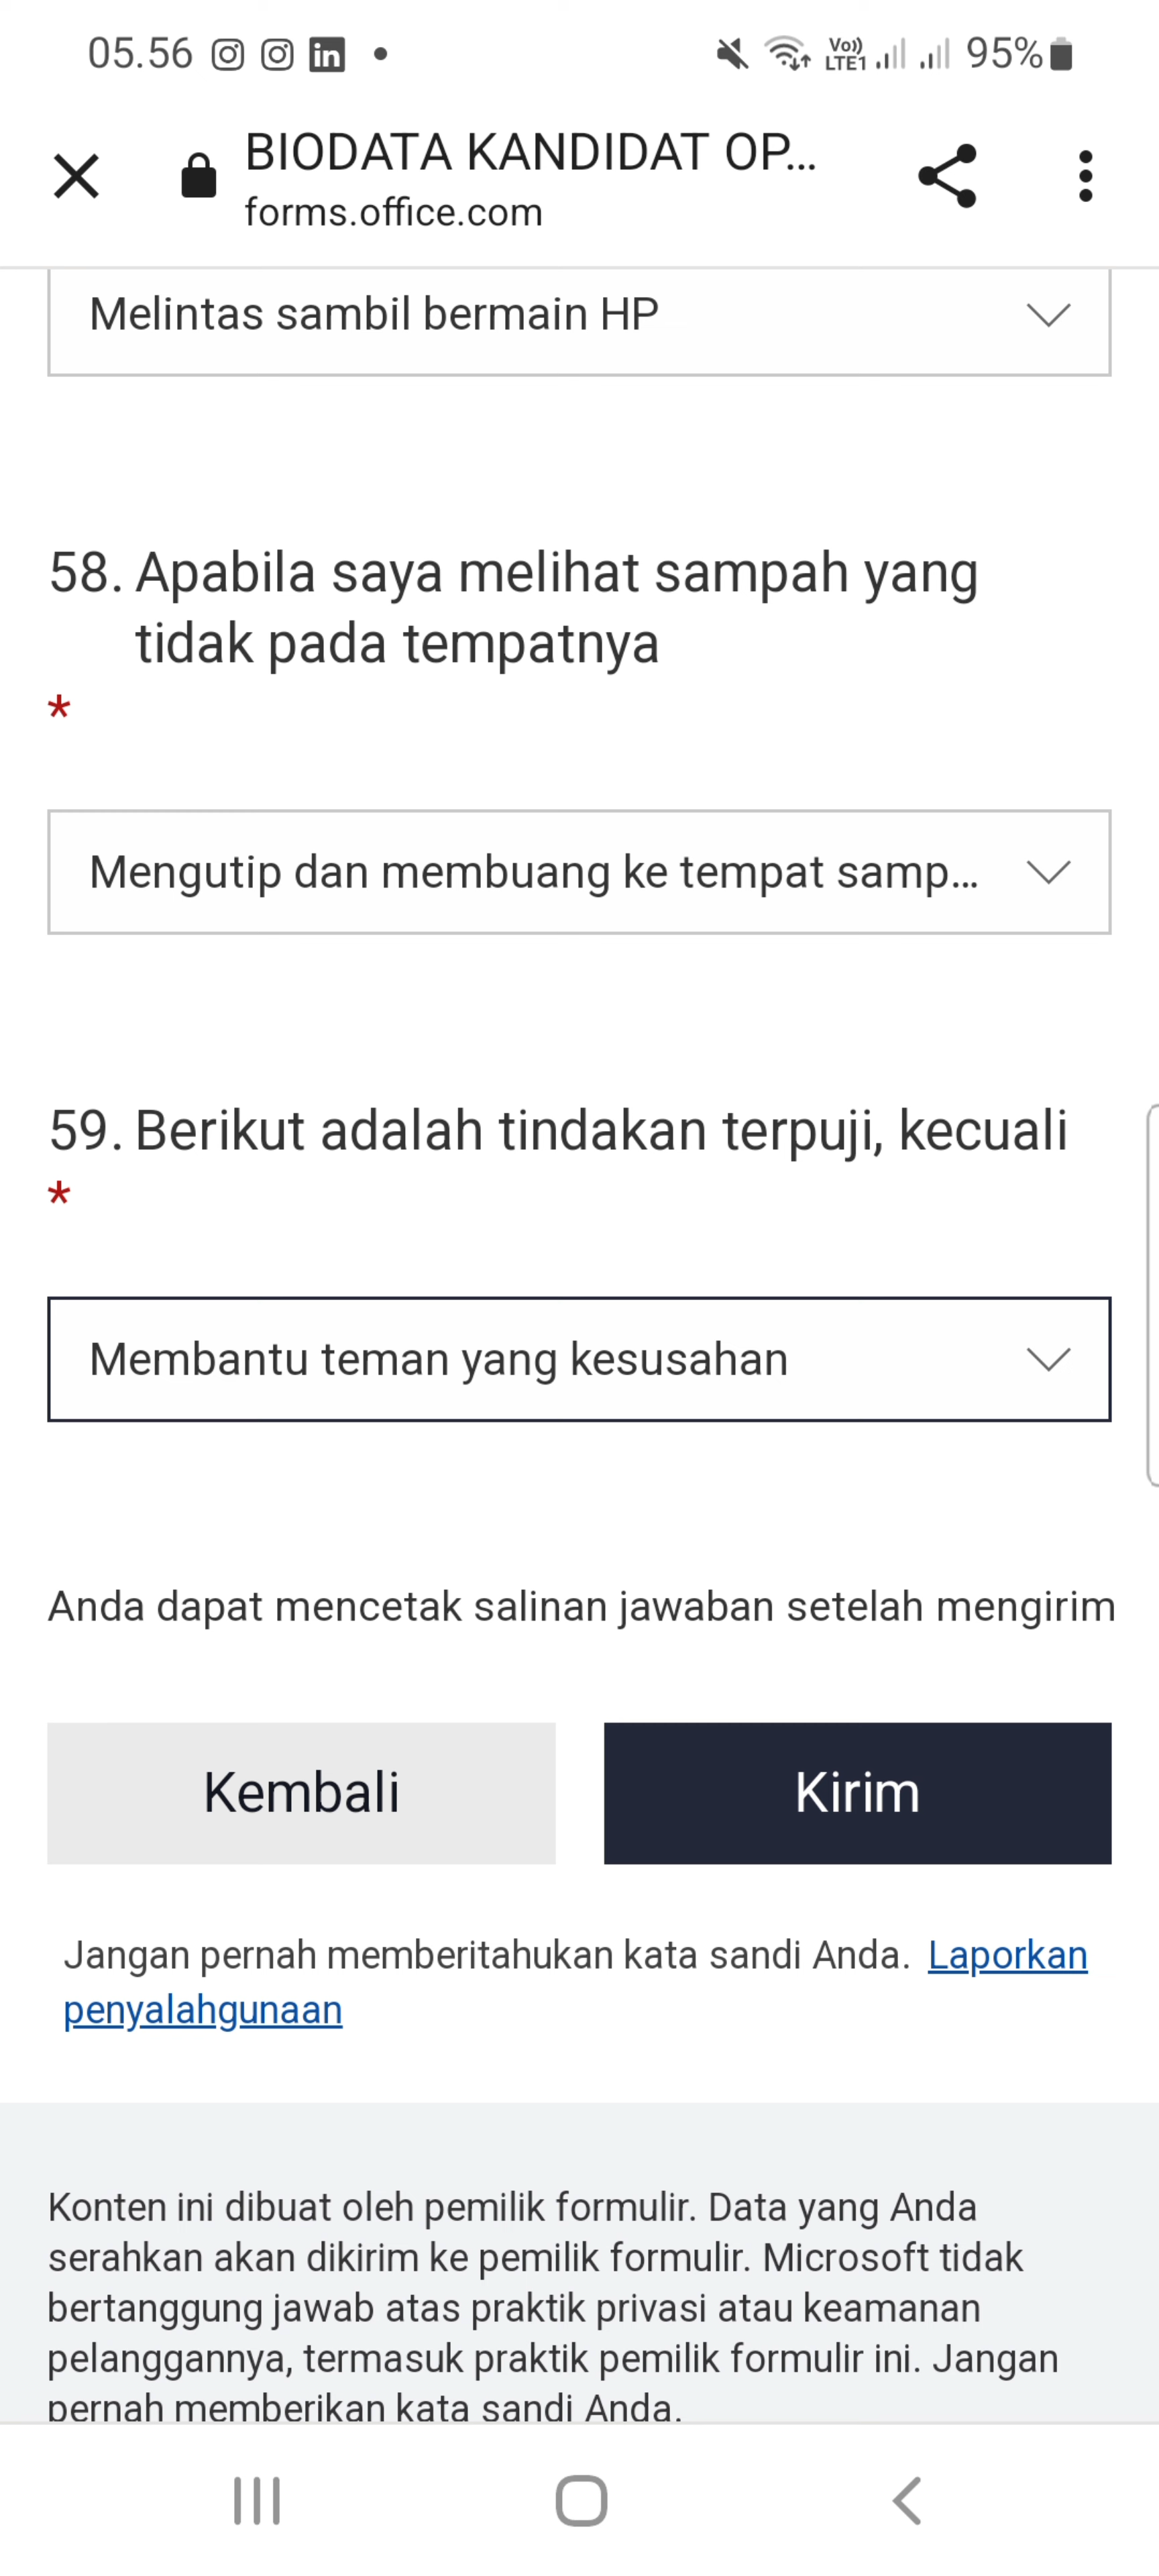 05.56
Vo))
LTE1
95%
BIODATA KANDIDAT OP...
forms.office.com
Melintas sambil bermain HP
58. Apabila saya melihat sampah yang
tidak pada tempatnya
*
Mengutip dan membuang ke tempat samp...
59. Berikut adalah tindakan terpuji, kecuali
*
Membantu teman yang kesusahan
Anda dapat mencetak salinan jawaban setelah mengirim
Kembali
Kirim
Jangan pernah memberitahukan kata sandi Anda. Laporkan
penyalahgunaan
Konten ini dibuat oleh pemilik formulir. Data yang Anda
serahkan akan dikirim ke pemilik formulir. Microsoft tidak
bertanggung jawab atas praktik privasi atau keamanan
pelanggannya, termasuk praktik pemilik formulir ini. Jangan
pernah memberikan kata sandi Anda.